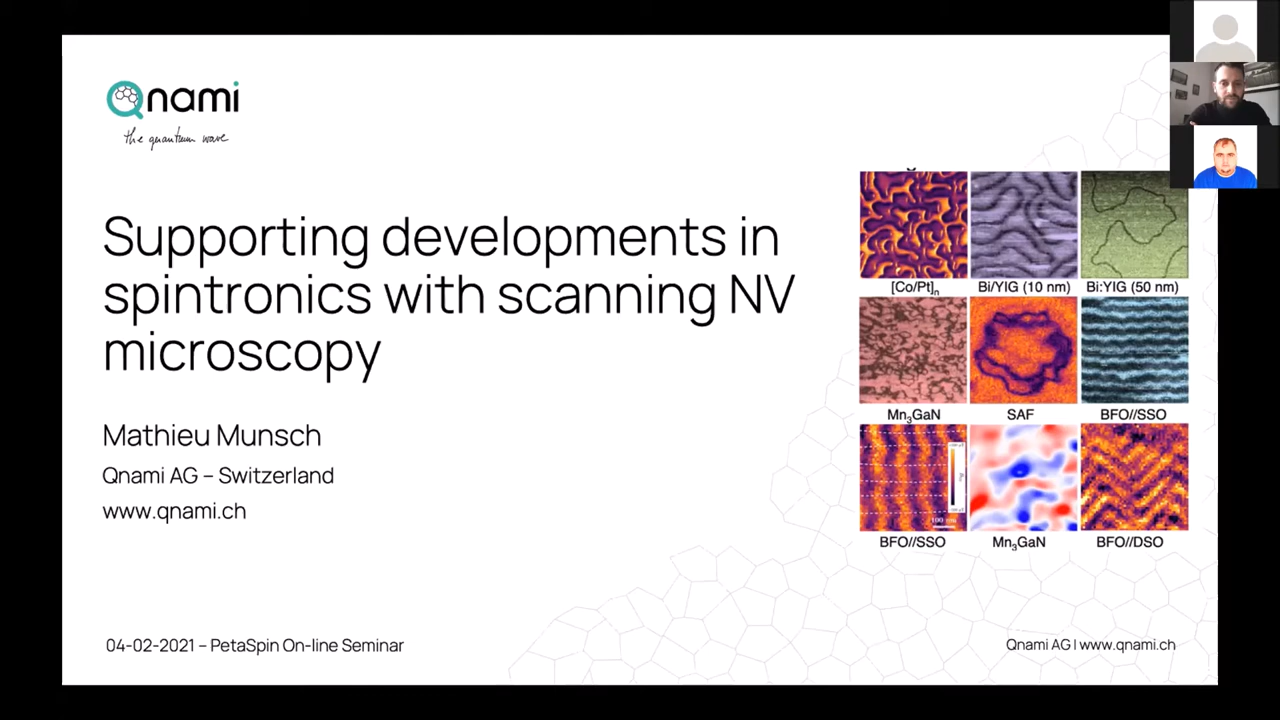 Qnami
the quantum wave
Supporting developments in
spintronics with scanning NV
microscopy
Mathieu Munsch
Qnami AG – Switzerland
www.qnami.ch
[Co/Pt]n
Bi/YIG (10 nm)
Bi:YIG (50 nm)
Mn3GaN
SAF
BFO//SSO
100 nm
BFO//SSO
Mn3GaN
BFO//DSO
04-02-2021 – PetaSpin On-line Seminar
Qnami AG | www.qnami.ch